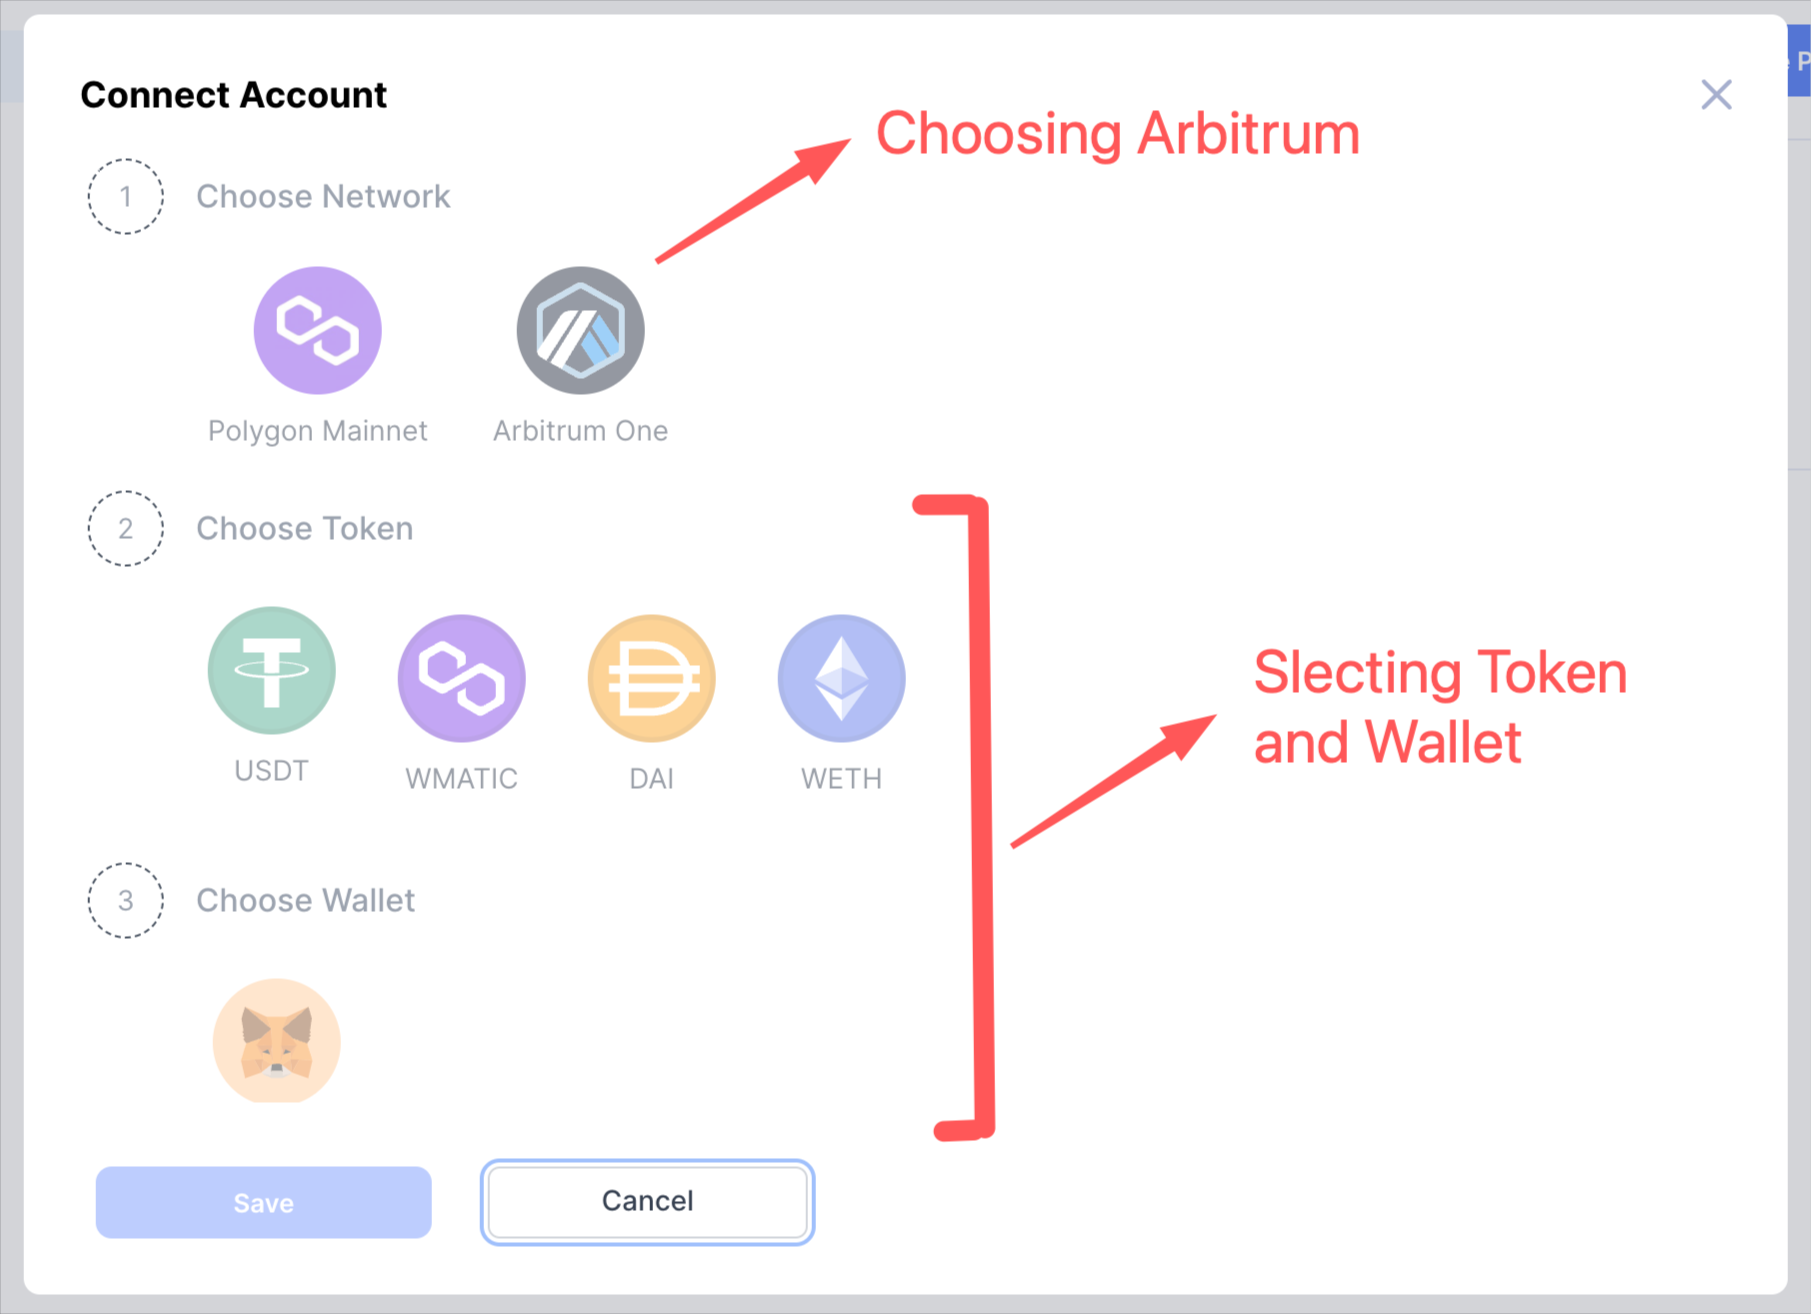 Connect Account
Choosing Arbitrum
1 Choose Network
Polygon Mainnet Arbitrum One
2 Choose Token
USDT WMATIC DAI WETH
Slecting Token
and Wallet
3 Choose Wallet
Save Cancel
P